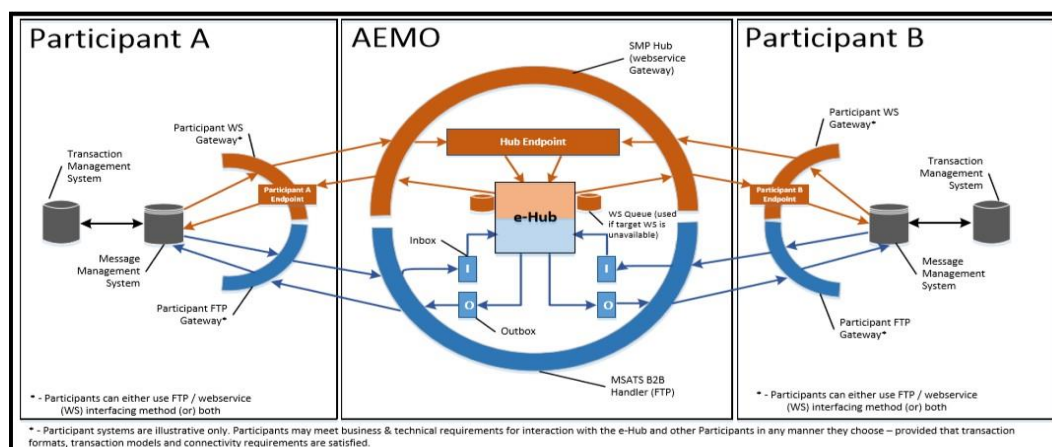 Participant A
AEMO
Participant B
SMP Hub
(webservice
Gateway)
Participant WS
Gateway*
Transaction
Management
System
Participant A
Endpoint
Message
Management
System
Participant FTP
Gateway*
Hub Endpoint
e-Hub
WS Queue (used
if target WS is
unavailable)
Inbox
I
I
O
O
Outbox
MSATS B2B
Handler (FTP)
Participant WS
Gateway*
Transaction
Management
System
Participant B
Endpoint
Message
Management
System
Participant FTP
Gateway*
* - Participants can either use FTP / webservice
(WS) interfacing method (or) both
* - Participants can either use FTP / webservice
(WS) interfacing method (or) both
* - Participant systems are illustrative only. Participants may meet business & technical requirements for interaction with the e-Hub and other Participants in any manner they choose – provided that transaction
formats, transaction models and connectivity requirements are satisfied.